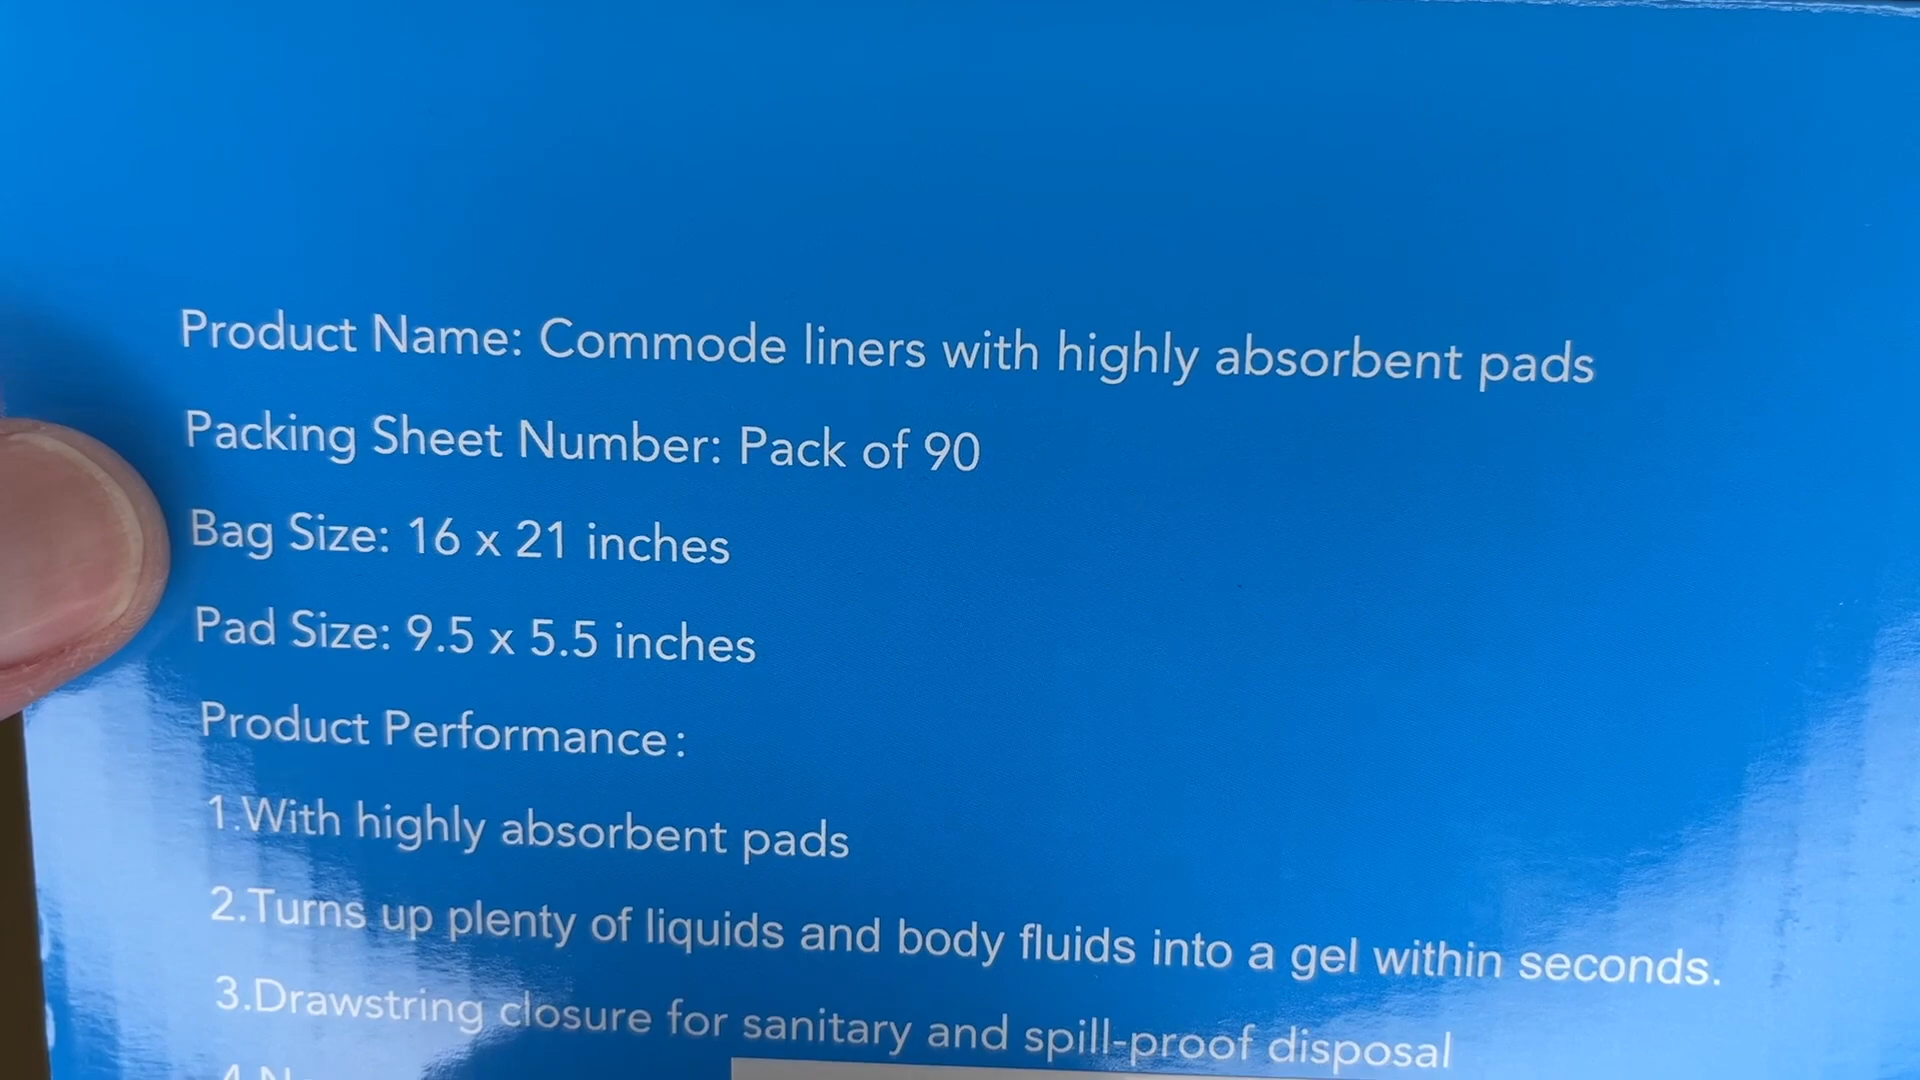 Product Name: Commode liners with highly absorbent pads
Packing Sheet Number: Pack of 90
Bag Size: 16 x 21 inches
Pad Size: 9.5 x 5.5 inches
Product Performance:
1.With highly absorbent pads
2.Turns up plenty of liquids and body fluids into a gel within seconds.
3.Drawstring closure for sanitary and spill-proof disposal